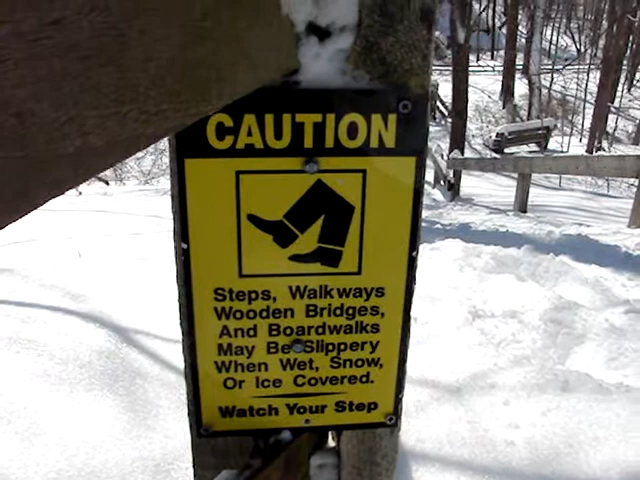 CAUTION
Steps, Walkways
Wooden Bridges,
And Boardwalks
May Be Slippery
When Wet, Snow,
Or Ice Covered.
Watch Your Step